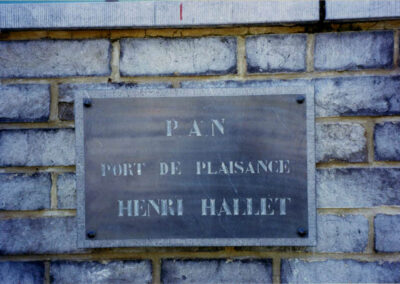 PAN
PORT DE PLAISANCE
HENRI HALLET